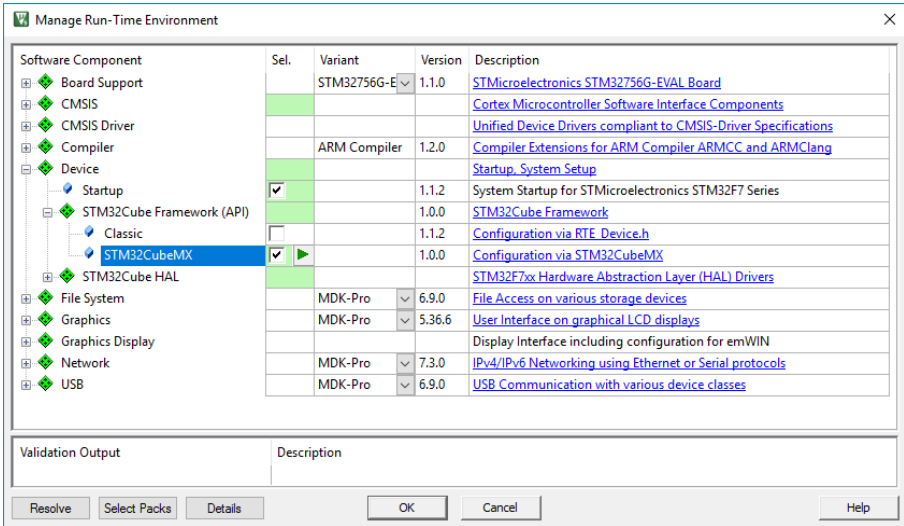 Manage Run-Time Environment
Software Component Sel. Variant Version Description
Board Support STM32756G-E 1.1.0 STMicroelectronics STM32756G-EVAL Board
CMSIS Cortex Microcontroller Software Interface Components
CMSIS Driver Unified Device Drivers compliant to CMSIS-Driver Specifications
Compiler ARM Compiler 1.2.0 Compiler Extensions for ARM Compiler ARMCC and ARMClang
Device Startup, System Setup
Startup 1.1.2 System Startup for STMicroelectronics STM32F7 Series
STM32Cube Framework (API) 1.0.0 STM32Cube Framework
Classic 1.1.2 Configuration via RTE_Device.h
STM32CubeMX 1.0.0 Configuration via STM32CubeMX
STM32Cube HAL STM32F7xx Hardware Abstraction Layer (HAL) Drivers
File System MDK-Pro 6.9.0 File Access on various storage devices
Graphics MDK-Pro 5.36.6 User Interface on graphical LCD displays
Graphics Display Display Interface including configuration for emWIN
Network MDK-Pro 7.3.0 IPv4/IPv6 Networking using Ethernet or Serial protocols
USB MDK-Pro 6.9.0 USB Communication with various device classes
Validation Output Description
Resolve Select Packs Details OK Cancel Help